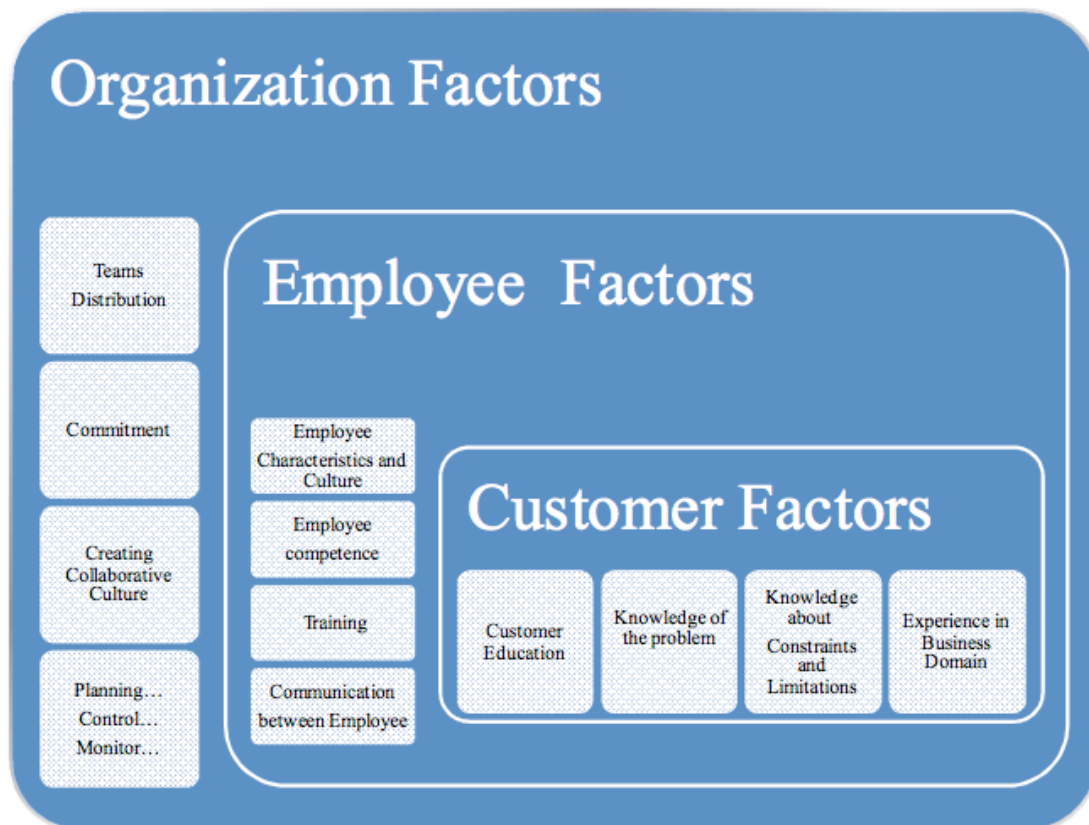 Organization Factors
Teams
Distribution
Commitment
Creating
Collaborative
Culture
Planning…
Control…
Monitor…
Employee Factors
Employee
Characteristics and
Culture
Employee
competence
Training
Communication
between Employee
Customer Factors
Customer
Education
Knowledge of
the problem
Knowledge
about
Constraints
and
Limitations
Experience in
Business
Domain